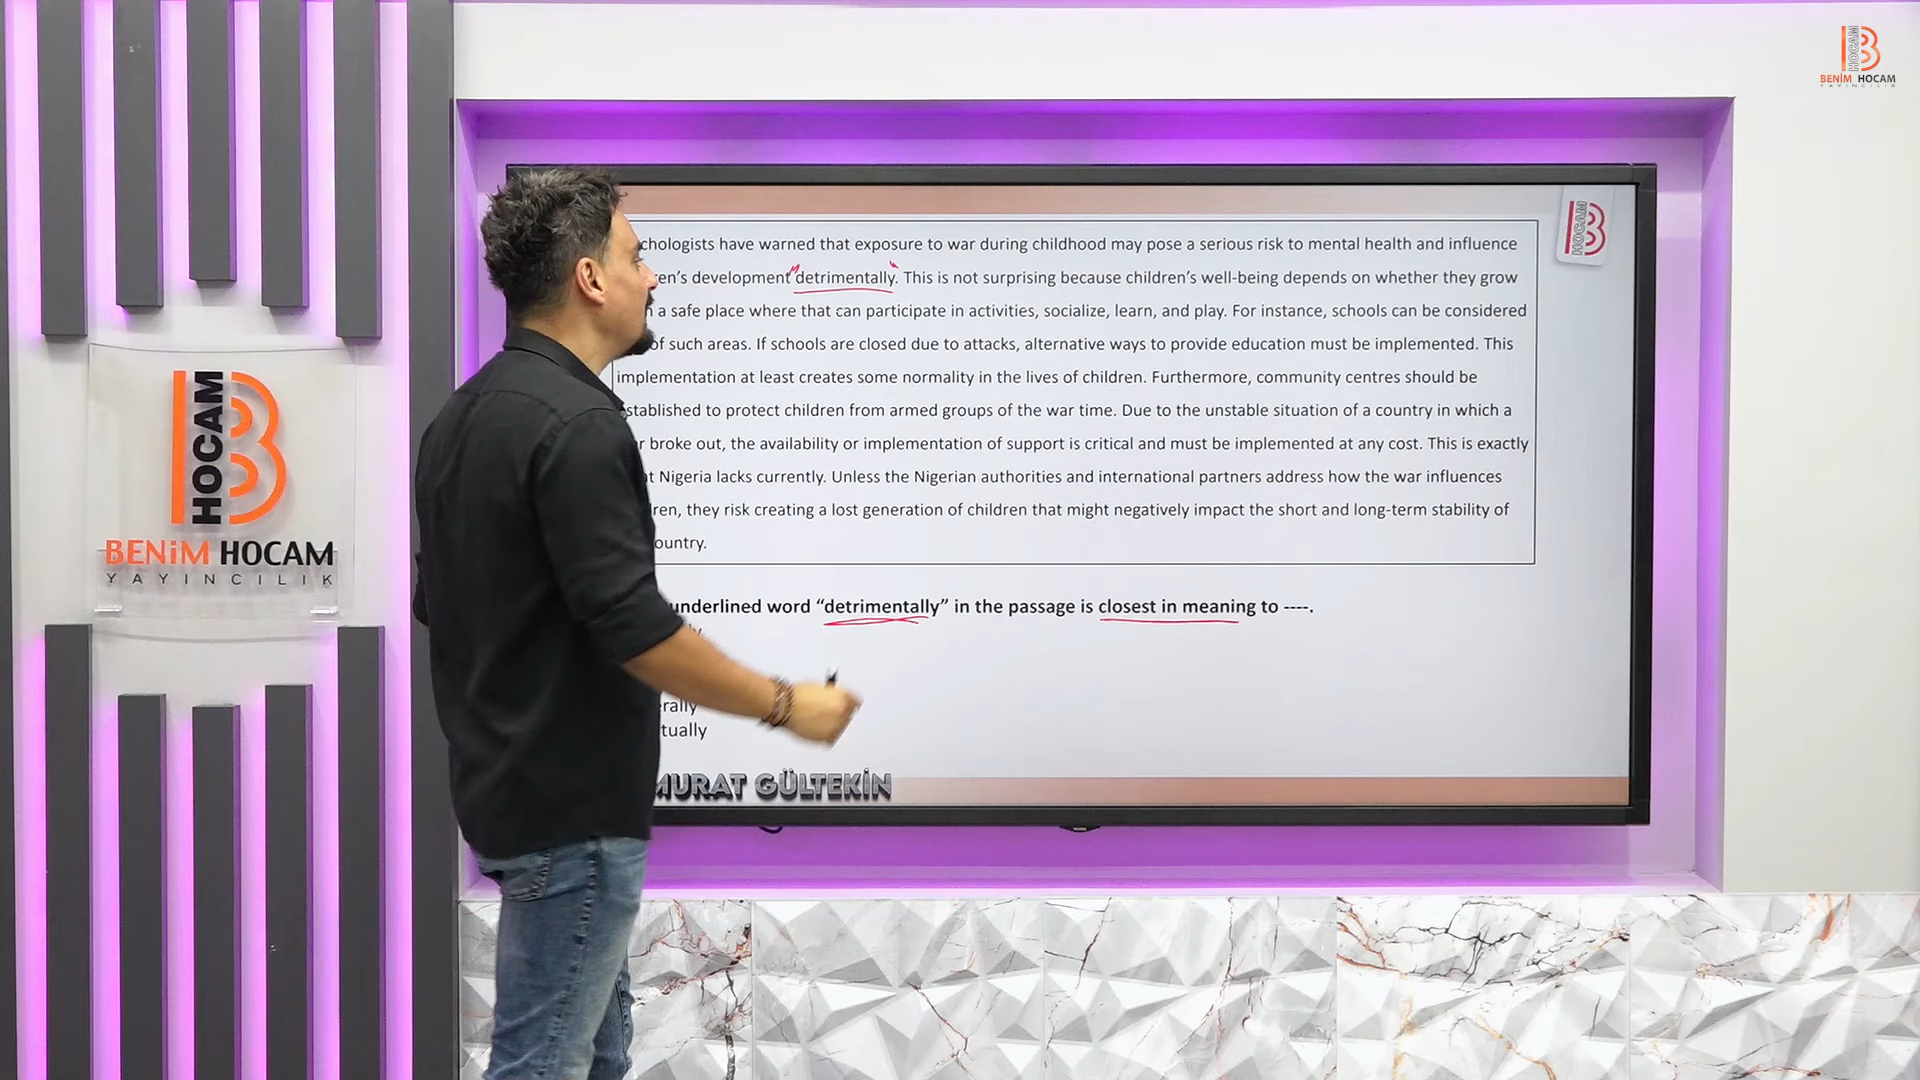 BENİM HOCAM
YAYINCILIK
HOCAM
HOCAM
chologists have warned that exposure to war during childhood may pose a serious risk to mental health and influence
ren's development detrimentally. This is not surprising because children's well-being depends on whether they grow
a safe place where that can participate in activities, socialize, learn, and play. For instance, schools can be considered
of such areas. If schools are closed due to attacks, alternative ways to provide education must be implemented. This
implementation at least creates some normality in the lives of children. Furthermore, community centres should be
stablished to protect children from armed groups of the war time. Due to the unstable situation of a country in which a
r broke out, the availability or implementation of support is critical and must be implemented at any cost. This is exactly
t Nigeria lacks currently. Unless the Nigerian authorities and international partners address how the war influences
ren, they risk creating a lost generation of children that might negatively impact the short and long-term stability of
ountry.
underlined word “detrimentally” in the passage is closest in meaning to ----.
ly
erally
tually
MURAT GÜLTEKİN
HOCAM
BENİM HOCAM
YAYINCILIK